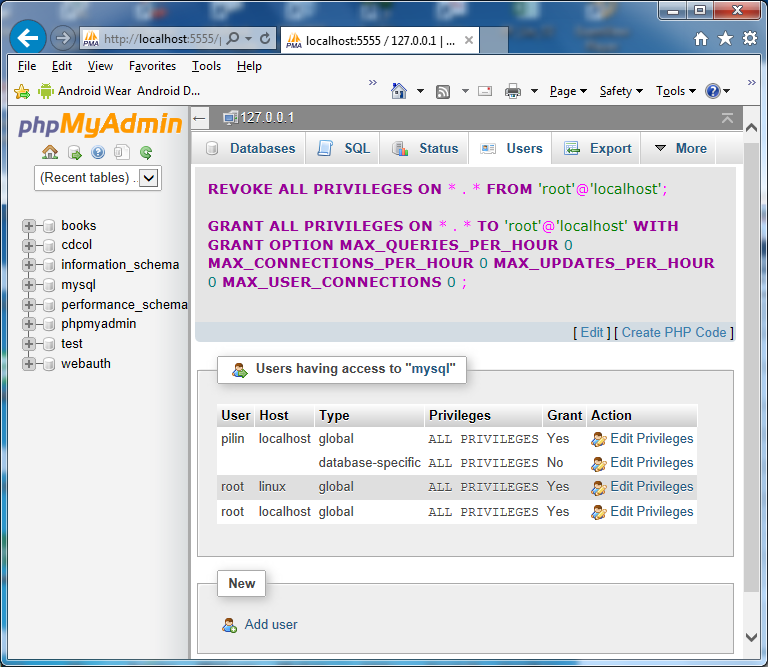 http://localhost:5555/
PMA
localhost:5555 / 127.0.0.1 | ...
File Edit View Favorites Tools Help
Android Wear Android D...
Page Safety Tools
phpMyAdmin
(Recent tables) ...
books
cdcol
information_schema
mysql
performance_schema
phpmyadmin
test
webauth
127.0.0.1
Databases SQL Status Users Export More
REVOKE ALL PRIVILEGES ON * . * FROM 'root'@'localhost';
GRANT ALL PRIVILEGES ON * . * TO 'root'@'localhost' WITH
GRANT OPTION MAX_QUERIES_PER_HOUR 0
MAX_CONNECTIONS_PER_HOUR 0 MAX_UPDATES_PER_HOUR
0 MAX_USER_CONNECTIONS 0 ;
[ Edit ] [ Create PHP Code ]
Users having access to "mysql"
User Host Type Privileges Grant Action
pilin localhost global ALL PRIVILEGES Yes Edit Privileges
database-specific ALL PRIVILEGES No Edit Privileges
root linux global ALL PRIVILEGES Yes Edit Privileges
root localhost global ALL PRIVILEGES Yes Edit Privileges
New
Add user